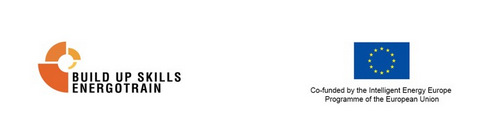 BUILD UP SKILLS
ENERGOTRAIN
Co-funded by the Intelligent Energy Europe
Programme of the European Union